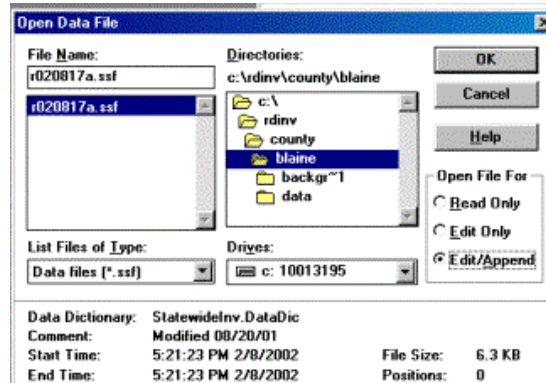 Open Data File
File Name:
r020817a.ssf
r020817a.ssf
List Files of Type:
Data files (*.ssf)
Directories:
c:\rdinv\county\blaine
c:\
rdinv
county
blaine
backgr~1
data
Drives:
c: 10013195
OK
Cancel
Help
Open File For
Read Only
Edit Only
Edit/Append
Data Dictionary: StatewideInv.DataDic
Comment: Modified 08/20/01
Start Time: 5:21:23 PM 2/8/2002 File Size: 6.3 KB
End Time: 5:21:23 PM 2/8/2002 Positions: 0